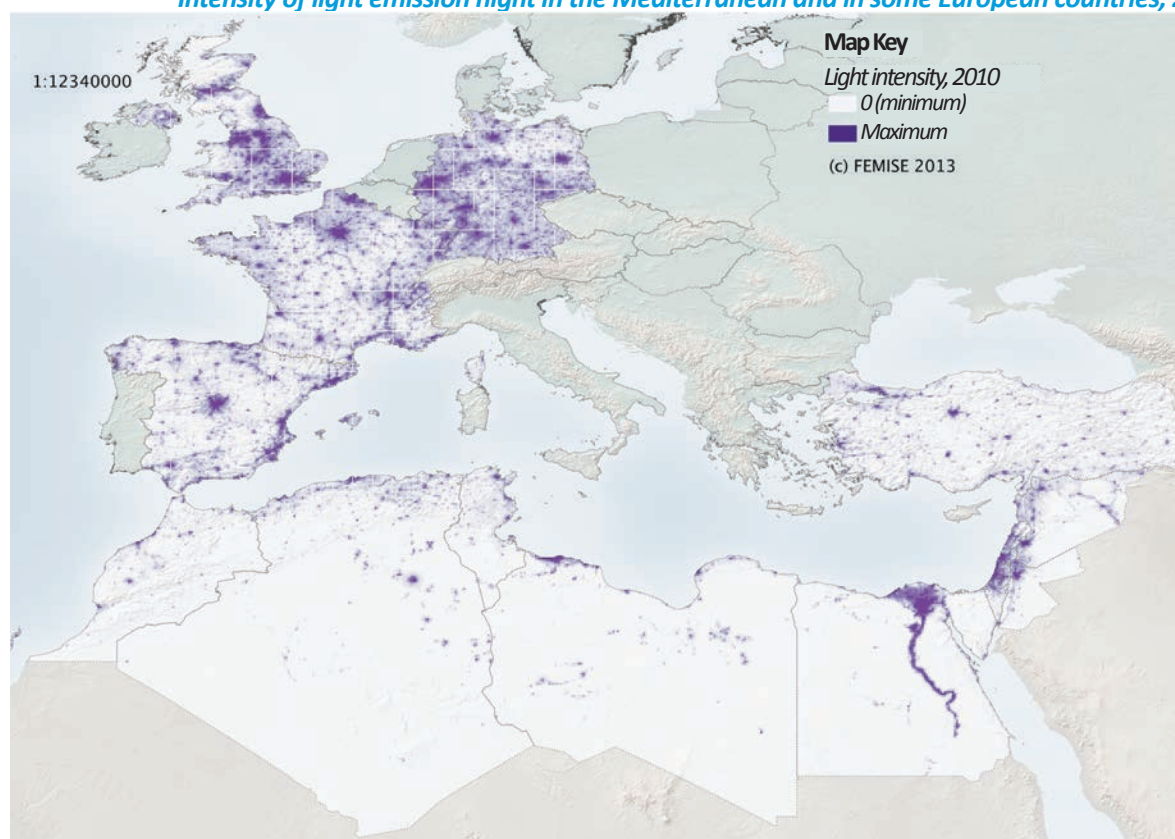 Intensity of light emission night in the Mediterranean and in some European countries,
Map Key
1:12340000
Light intensity, 2010
0 (minimum)
Maximum
(c) FEMISE 2013